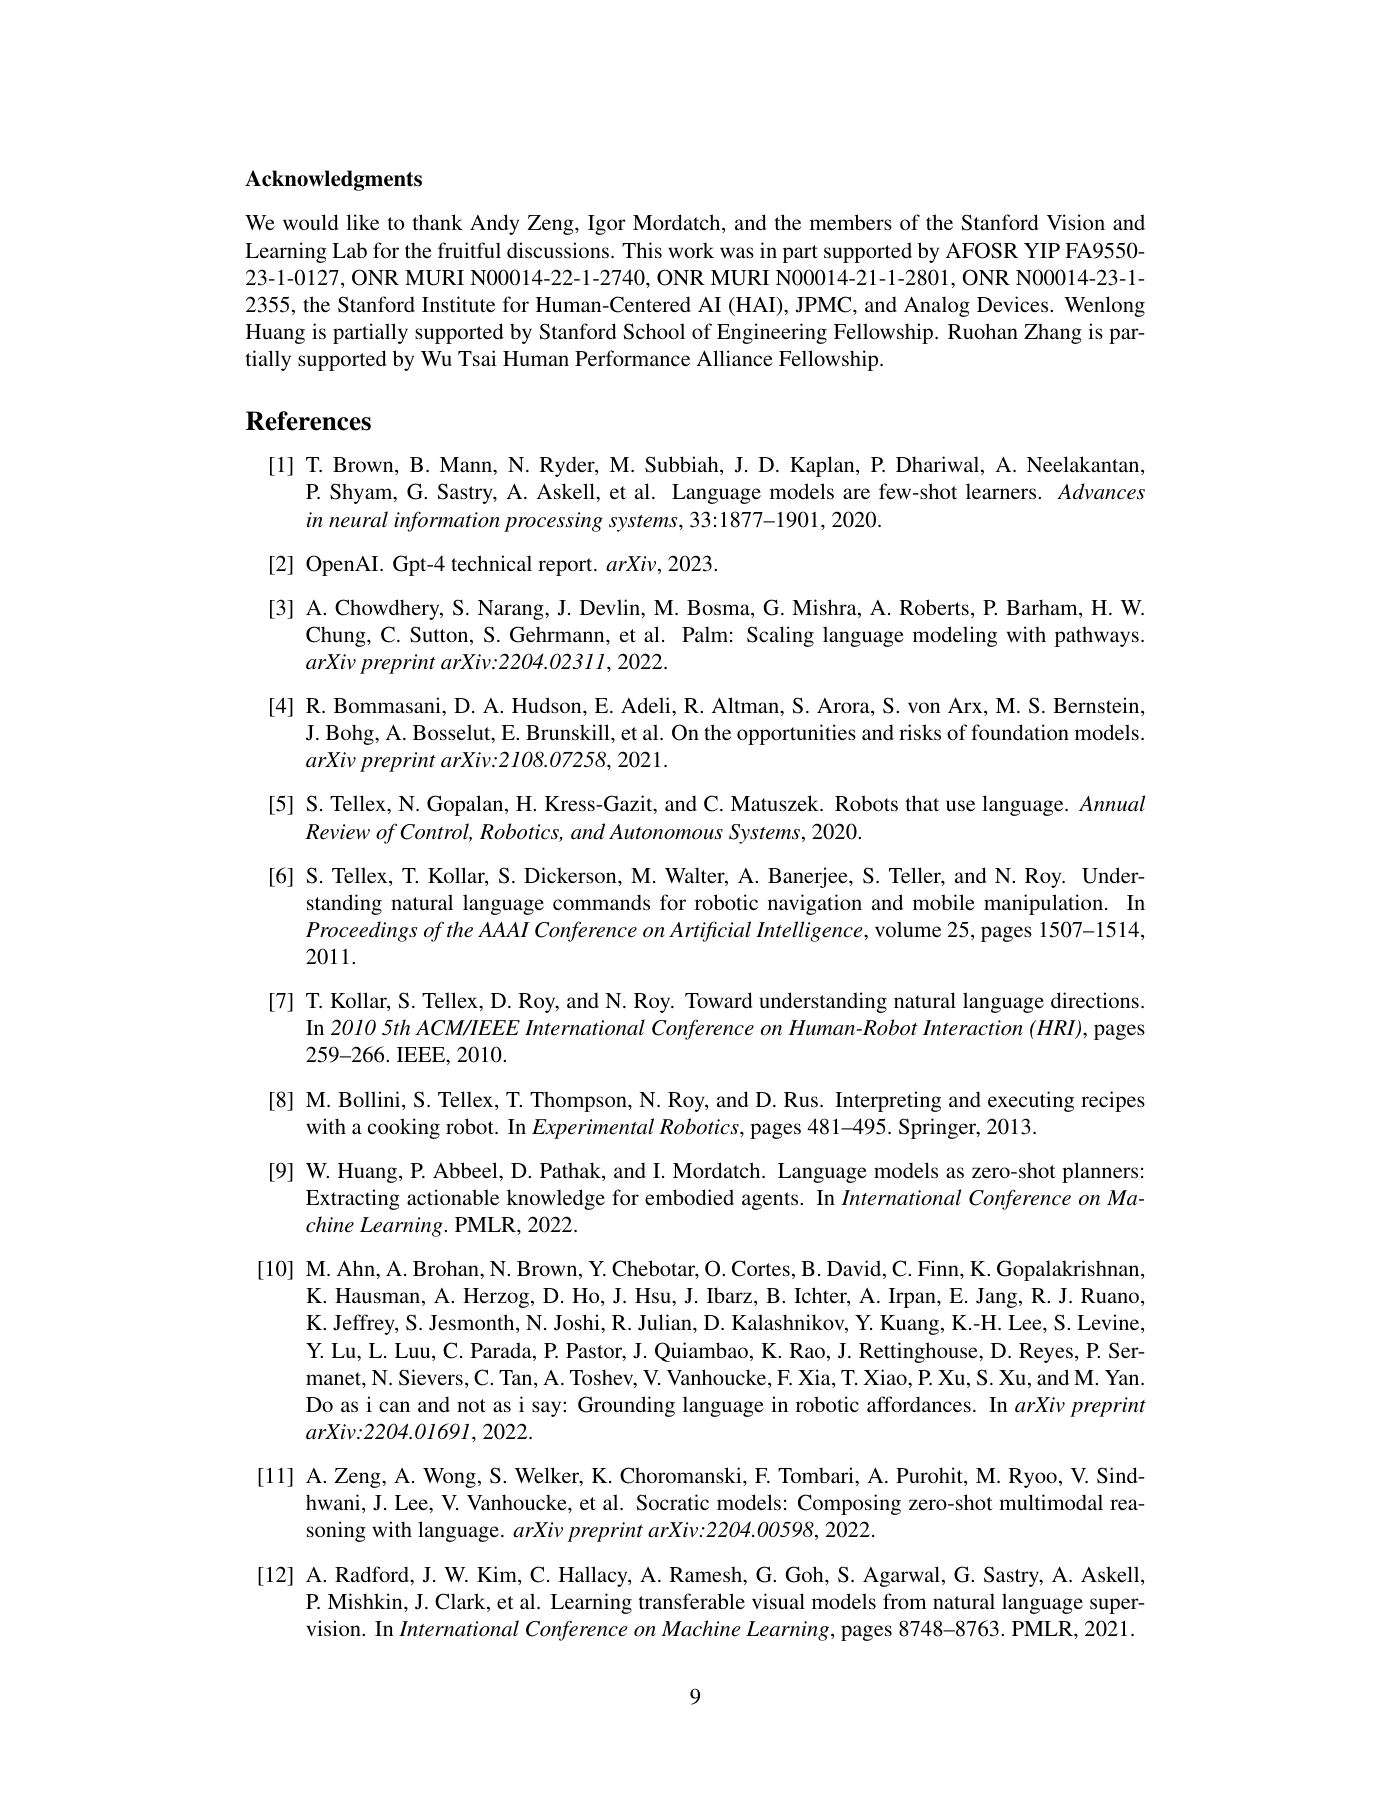 Acknowledgments
We would like to thank Andy Zeng, Igor Mordatch, and the members of the Stanford Vision and
Learning Lab for the fruitful discussions. This work was in part supported by AFOSR YIP FA9550-
23-1-0127, ONR MURI N00014-22-1-2740, ONR MURI N00014-21-1-2801, ONR N00014-23-1-
2355, the Stanford Institute for Human-Centered AI (HAI), JPMC, and Analog Devices. Wenlong
Huang is partially supported by Stanford School of Engineering Fellowship. Ruohan Zhang is par-
tially supported by Wu Tsai Human Performance Alliance Fellowship.
References
[1] T. Brown, B. Mann, N. Ryder, M. Subbiah, J. D. Kaplan, P. Dhariwal, A. Neelakantan,
P. Shyam, G. Sastry, A. Askell, et al. Language models are few-shot learners. Advances
in neural information processing systems, 33:1877–1901, 2020.
[2] OpenAI. Gpt-4 technical report. arXiv, 2023.
[3] A. Chowdhery, S. Narang, J. Devlin, M. Bosma, G. Mishra, A. Roberts, P. Barham, H. W.
Chung, C. Sutton, S. Gehrmann, et al. Palm: Scaling language modeling with pathways.
arXiv preprint arXiv:2204.02311, 2022.
[4] R. Bommasani, D. A. Hudson, E. Adeli, R. Altman, S. Arora, S. von Arx, M. S. Bernstein,
J. Bohg, A. Bosselut, E. Brunskill, et al. On the opportunities and risks of foundation models.
arXiv preprint arXiv:2108.07258, 2021.
[5] S. Tellex, N. Gopalan, H. Kress-Gazit, and C. Matuszek. Robots that use language. Annual
Review of Control, Robotics, and Autonomous Systems, 2020.
[6] S. Tellex, T. Kollar, S. Dickerson, M. Walter, A. Banerjee, S. Teller, and N. Roy. Under-
standing natural language commands for robotic navigation and mobile manipulation. In
Proceedings of the AAAI Conference on Artificial Intelligence, volume 25, pages 1507–1514,
2011.
[7] T. Kollar, S. Tellex, D. Roy, and N. Roy. Toward understanding natural language directions.
In 2010 5th ACM/IEEE International Conference on Human-Robot Interaction (HRI), pages
259–266. IEEE, 2010.
[8] M. Bollini, S. Tellex, T. Thompson, N. Roy, and D. Rus. Interpreting and executing recipes
with a cooking robot. In Experimental Robotics, pages 481–495. Springer, 2013.
[9] W. Huang, P. Abbeel, D. Pathak, and I. Mordatch. Language models as zero-shot planners:
Extracting actionable knowledge for embodied agents. In International Conference on Ma-
chine Learning. PMLR, 2022.
[10] M. Ahn, A. Brohan, N. Brown, Y. Chebotar, O. Cortes, B. David, C. Finn, K. Gopalakrishnan,
K. Hausman, A. Herzog, D. Ho, J. Hsu, J. Ibarz, B. Ichter, A. Irpan, E. Jang, R. J. Ruano,
K. Jeffrey, S. Jesmonth, N. Joshi, R. Julian, D. Kalashnikov, Y. Kuang, K.-H. Lee, S. Levine,
Y. Lu, L. Luu, C. Parada, P. Pastor, J. Quiambao, K. Rao, J. Rettinghouse, D. Reyes, P. Ser-
manet, N. Sievers, C. Tan, A. Toshev, V. Vanhoucke, F. Xia, T. Xiao, P. Xu, S. Xu, and M. Yan.
Do as i can and not as i say: Grounding language in robotic affordances. In arXiv preprint
arXiv:2204.01691, 2022.
[11] A. Zeng, A. Wong, S. Welker, K. Choromanski, F. Tombari, A. Purohit, M. Ryoo, V. Sind-
hwani, J. Lee, V. Vanhoucke, et al. Socratic models: Composing zero-shot multimodal rea-
soning with language. arXiv preprint arXiv:2204.00598, 2022.
[12] A. Radford, J. W. Kim, C. Hallacy, A. Ramesh, G. Goh, S. Agarwal, G. Sastry, A. Askell,
P. Mishkin, J. Clark, et al. Learning transferable visual models from natural language super-
vision. In International Conference on Machine Learning, pages 8748–8763. PMLR, 2021.
9